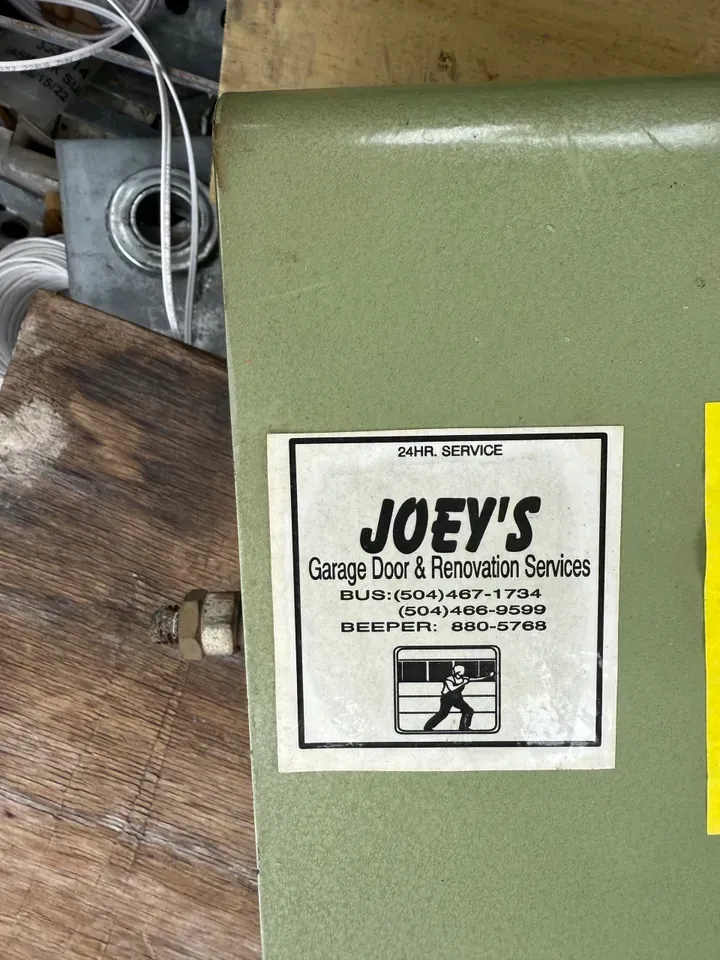 24HR. SERVICE
JOEY'S
Garage Door & Renovation Services
BUS:(504)467-1734
(504)466-9599
BEEPER: 880-5768